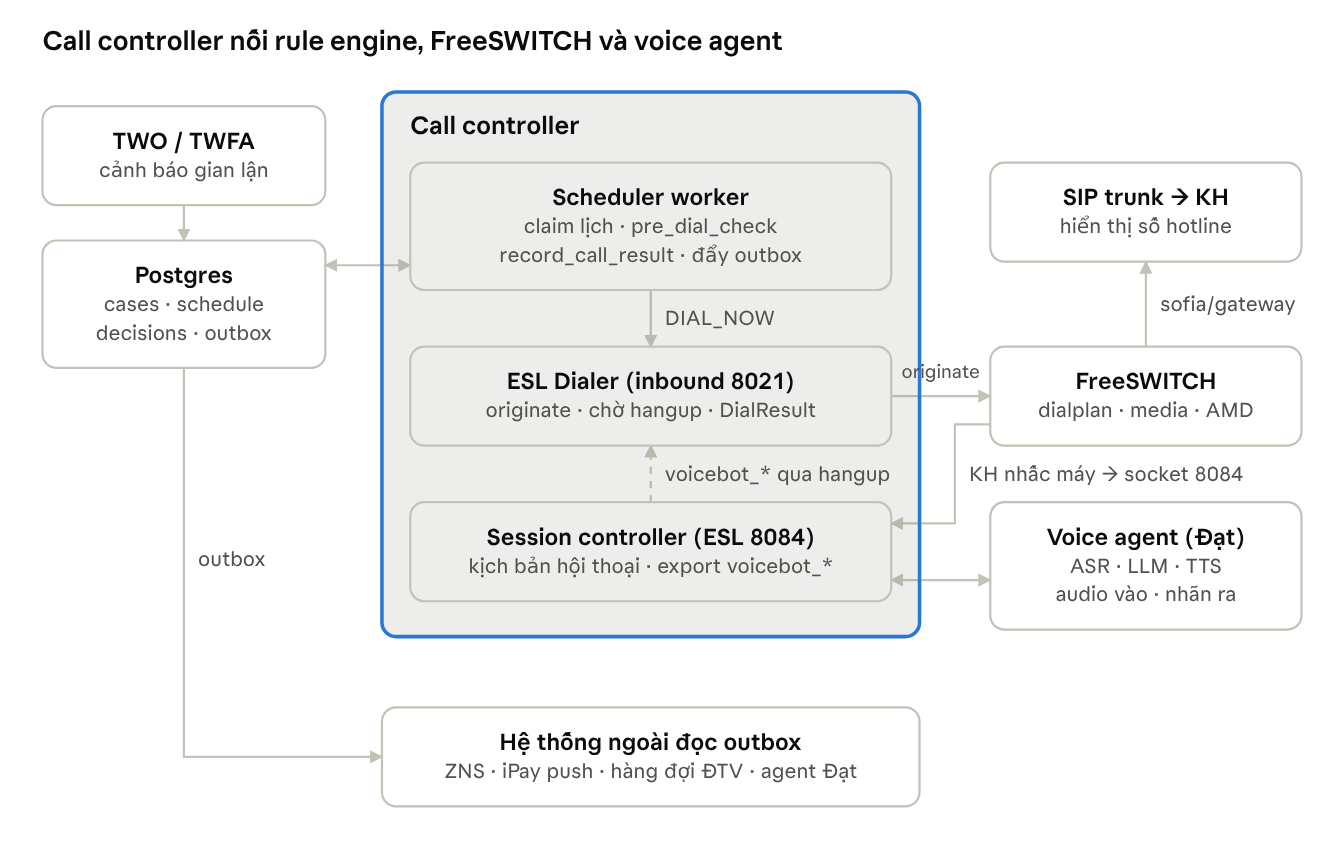 Call controller nối rule engine, FreeSWITCH và voice agent
TWO / TWFA
cảnh báo gian lận
Postgres
cases · schedule
decisions · outbox
Call controller
Scheduler worker
claim lịch · pre_dial_check
record_call_result · đẩy outbox
DIAL_NOW
ESL Dialer (inbound 8021)
originate · chờ hangup · DialResult
originate
voicebot_* qua hangup
Session controller (ESL 8084)
kịch bản hội thoại · export voicebot_*
SIP trunk → KH
hiển thị số hotline
sofia/gateway
FreeSWITCH
dialplan · media · AMD
KH nhấc máy → socket 8084
Voice agent (Đạt)
ASR · LLM · TTS
audio vào · nhãn ra
outbox
Hệ thống ngoài đọc outbox
ZNS · iPay push · hàng đợi ĐTV · agent Đạt